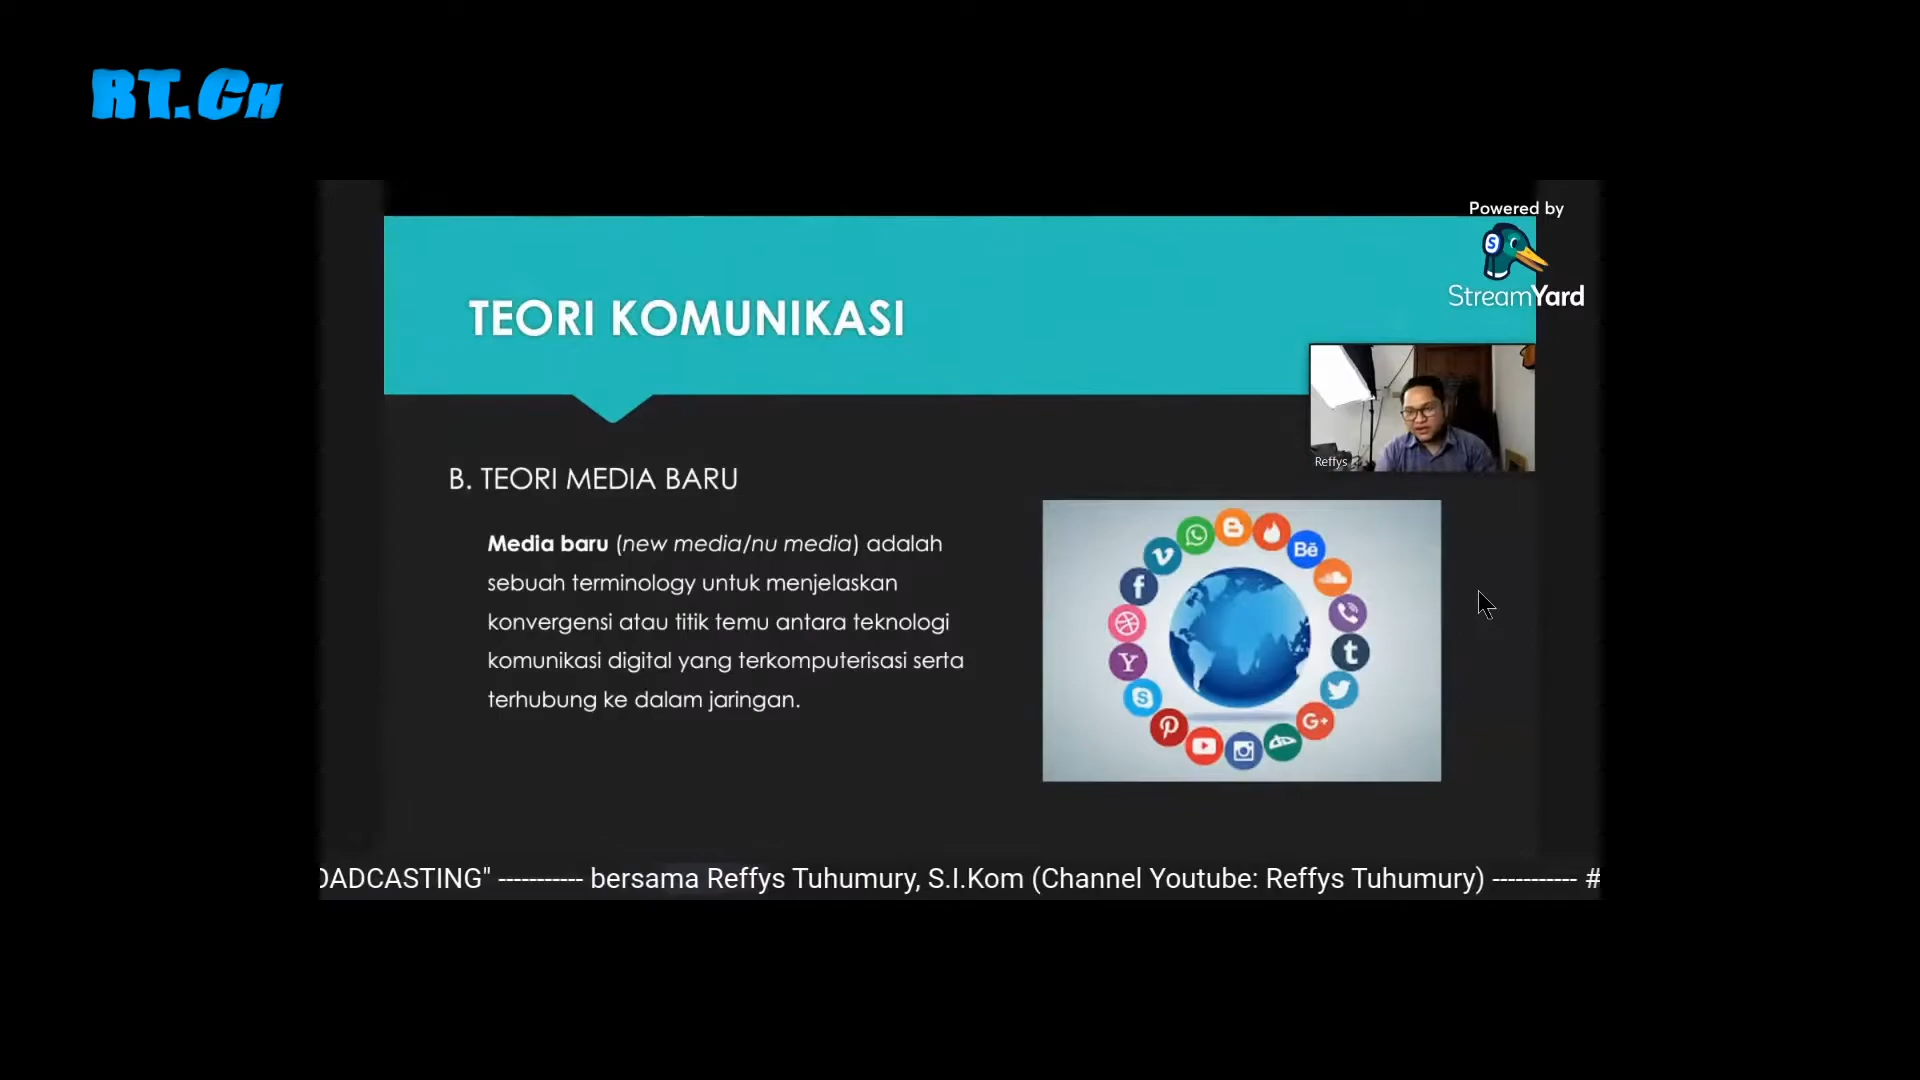 RT.CH
Powered by
StreamYard
TEORI KOMUNIKASI
Reffys
B. TEORI MEDIA BARU
Media baru (new media/nu media) adalah
sebuah terminology untuk menjelaskan
konvergensi atau titik temu antara teknologi
komunikasi digital yang terkomputerisasi serta
terhubung ke dalam jaringan.
OADCASTING" ----------- bersama Reffys Tuhumury, S.I.Kom (Channel Youtube: Reffys Tuhumury) ----------- #